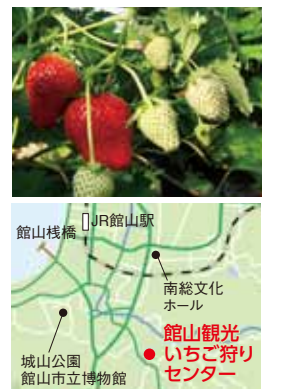 JR館山駅
館山桟橋
南総文化
ホール
館山観光
いちご狩り
センター
城山公園
館山市立博物館